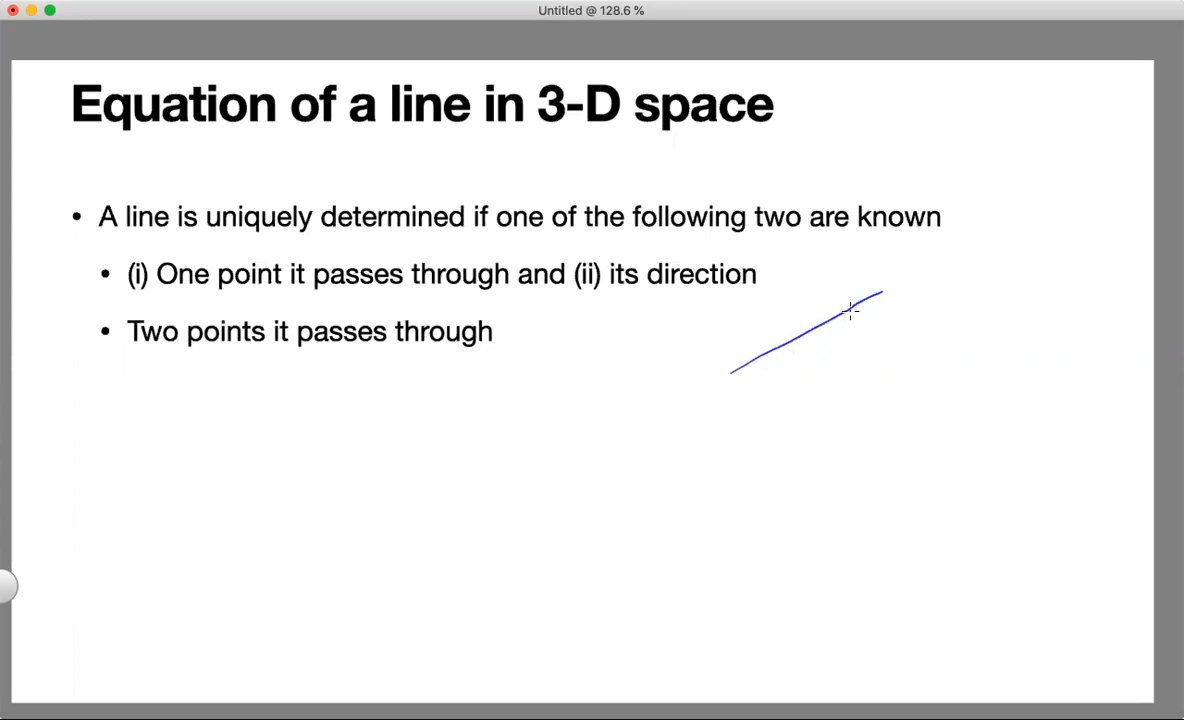 Untitled @ 128.6 %
Equation of a line in 3-D space
• A line is uniquely determined if one of the following two are known
• (i) One point it passes through and (ii) its direction
• Two points it passes through